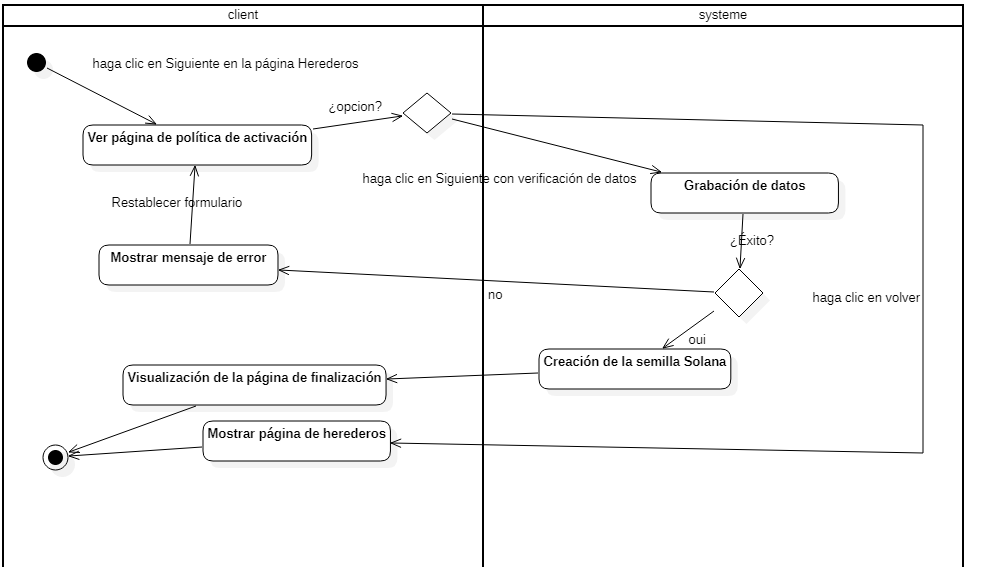 client
systeme
haga clic en Siguiente en la página Herederos
¿opcion?
Ver página de política de activación
haga clic en Siguiente con verificación de datos
Grabación de datos
Restablecer formulario
¿Éxito?
Mostrar mensaje de error
no
haga clic en volver
oui
Creación de la semilla Solana
Visualización de la página de finalización
Mostrar página de herederos